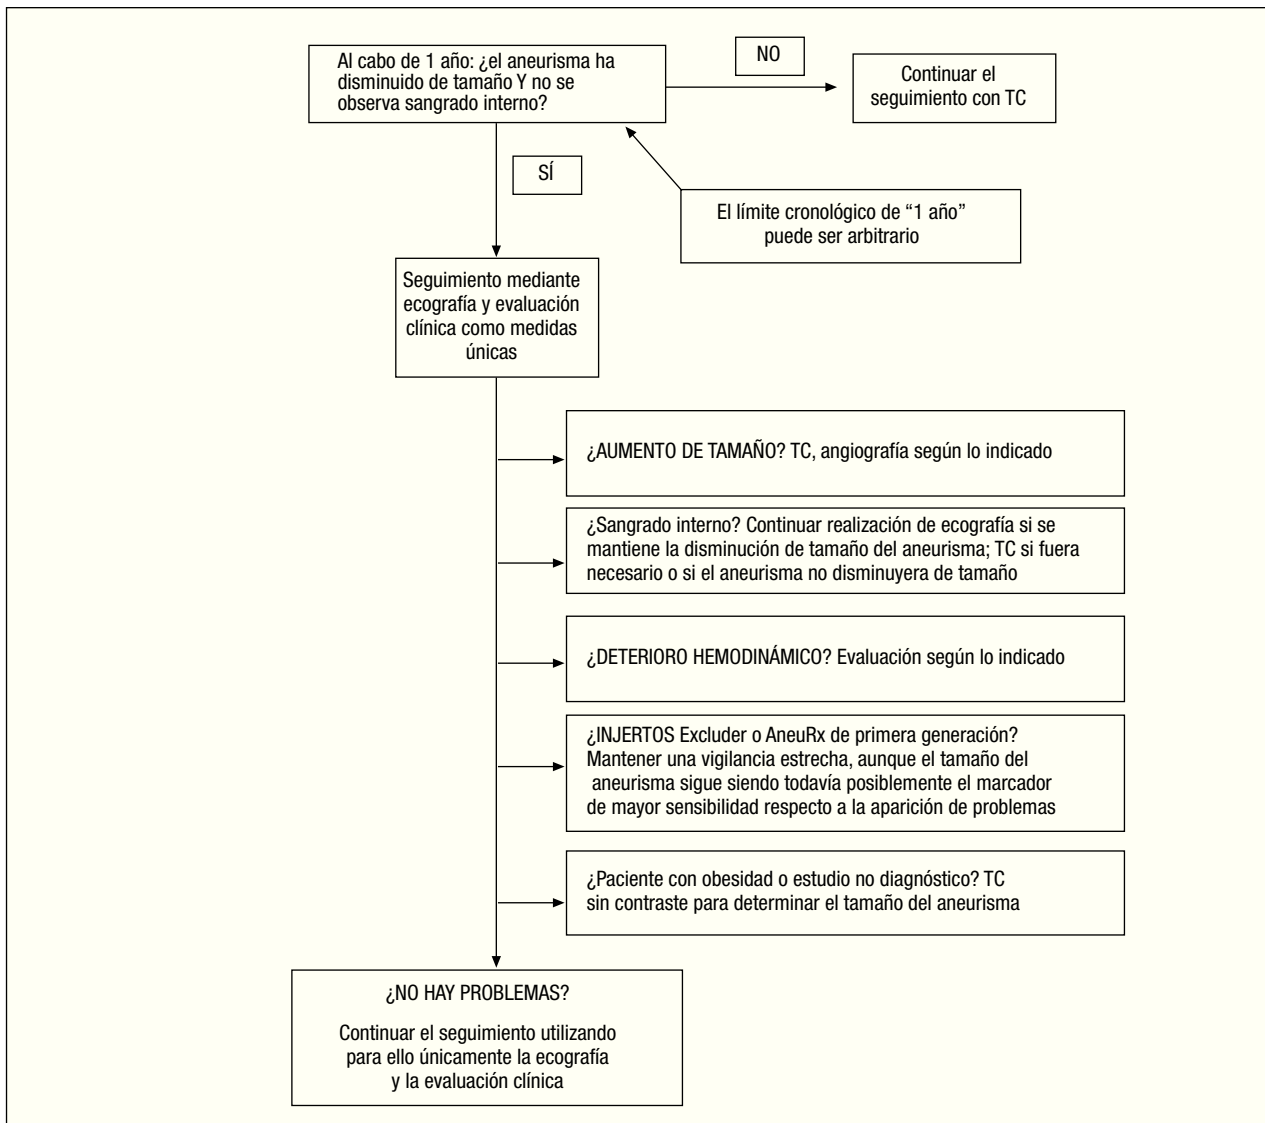 Al cabo de 1 año: ¿el aneurisma ha
disminuido de tamaño Y no se
observa sangrado interno?
NO
Continuar el
seguimiento con TC
SÍ
El límite cronológico de “1 año”
puede ser arbitrario
Seguimiento mediante
ecografía y evaluación
clínica como medidas
únicas
¿AUMENTO DE TAMAÑO? TC, angiografía según lo indicado
¿Sangrado interno? Continuar realización de ecografía si se
mantiene la disminución de tamaño del aneurisma; TC si fuera
necesario o si el aneurisma no disminuyera de tamaño
¿DETERIORO HEMODINÁMICO? Evaluación según lo indicado
¿INJERTOS Excluder o AneuRx de primera generación?
Mantener una vigilancia estrecha, aunque el tamaño del
aneurisma sigue siendo todavía posiblemente el marcador
de mayor sensibilidad respecto a la aparición de problemas
¿Paciente con obesidad o estudio no diagnóstico? TC
sin contraste para determinar el tamaño del aneurisma
¿NO HAY PROBLEMAS?
Continuar el seguimiento utilizando
para ello únicamente la ecografía
y la evaluación clínica